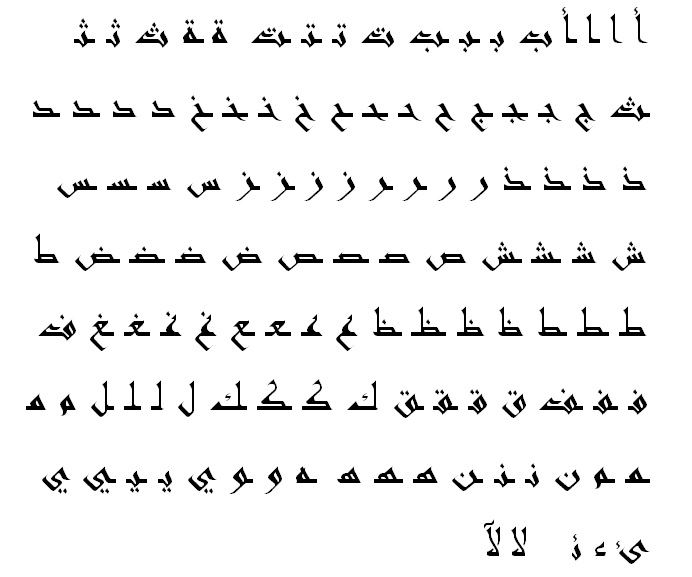 أ ا ا أ ب ب ب ب ت ت ت ت ة ة ث ث ث
ث ج ج ج ج ح ح ح ح خ خ خ خ د د د د
ذ ذ ذ ذ ر ر ر ر ز ز ز ز س س س س
ش ش ش ش ص ص ص ص ض ض ض ض ط
ط ط ط ظ ظ ظ ظ ع ع ع ع غ غ غ غ ف
ف ف ف ق ق ق ق ك ك ك ك ل ل ل ل م م
م م ن ن ن ن ه ه ه ه و و ي ي ي ي ي
ئ ء ئ لا لآ